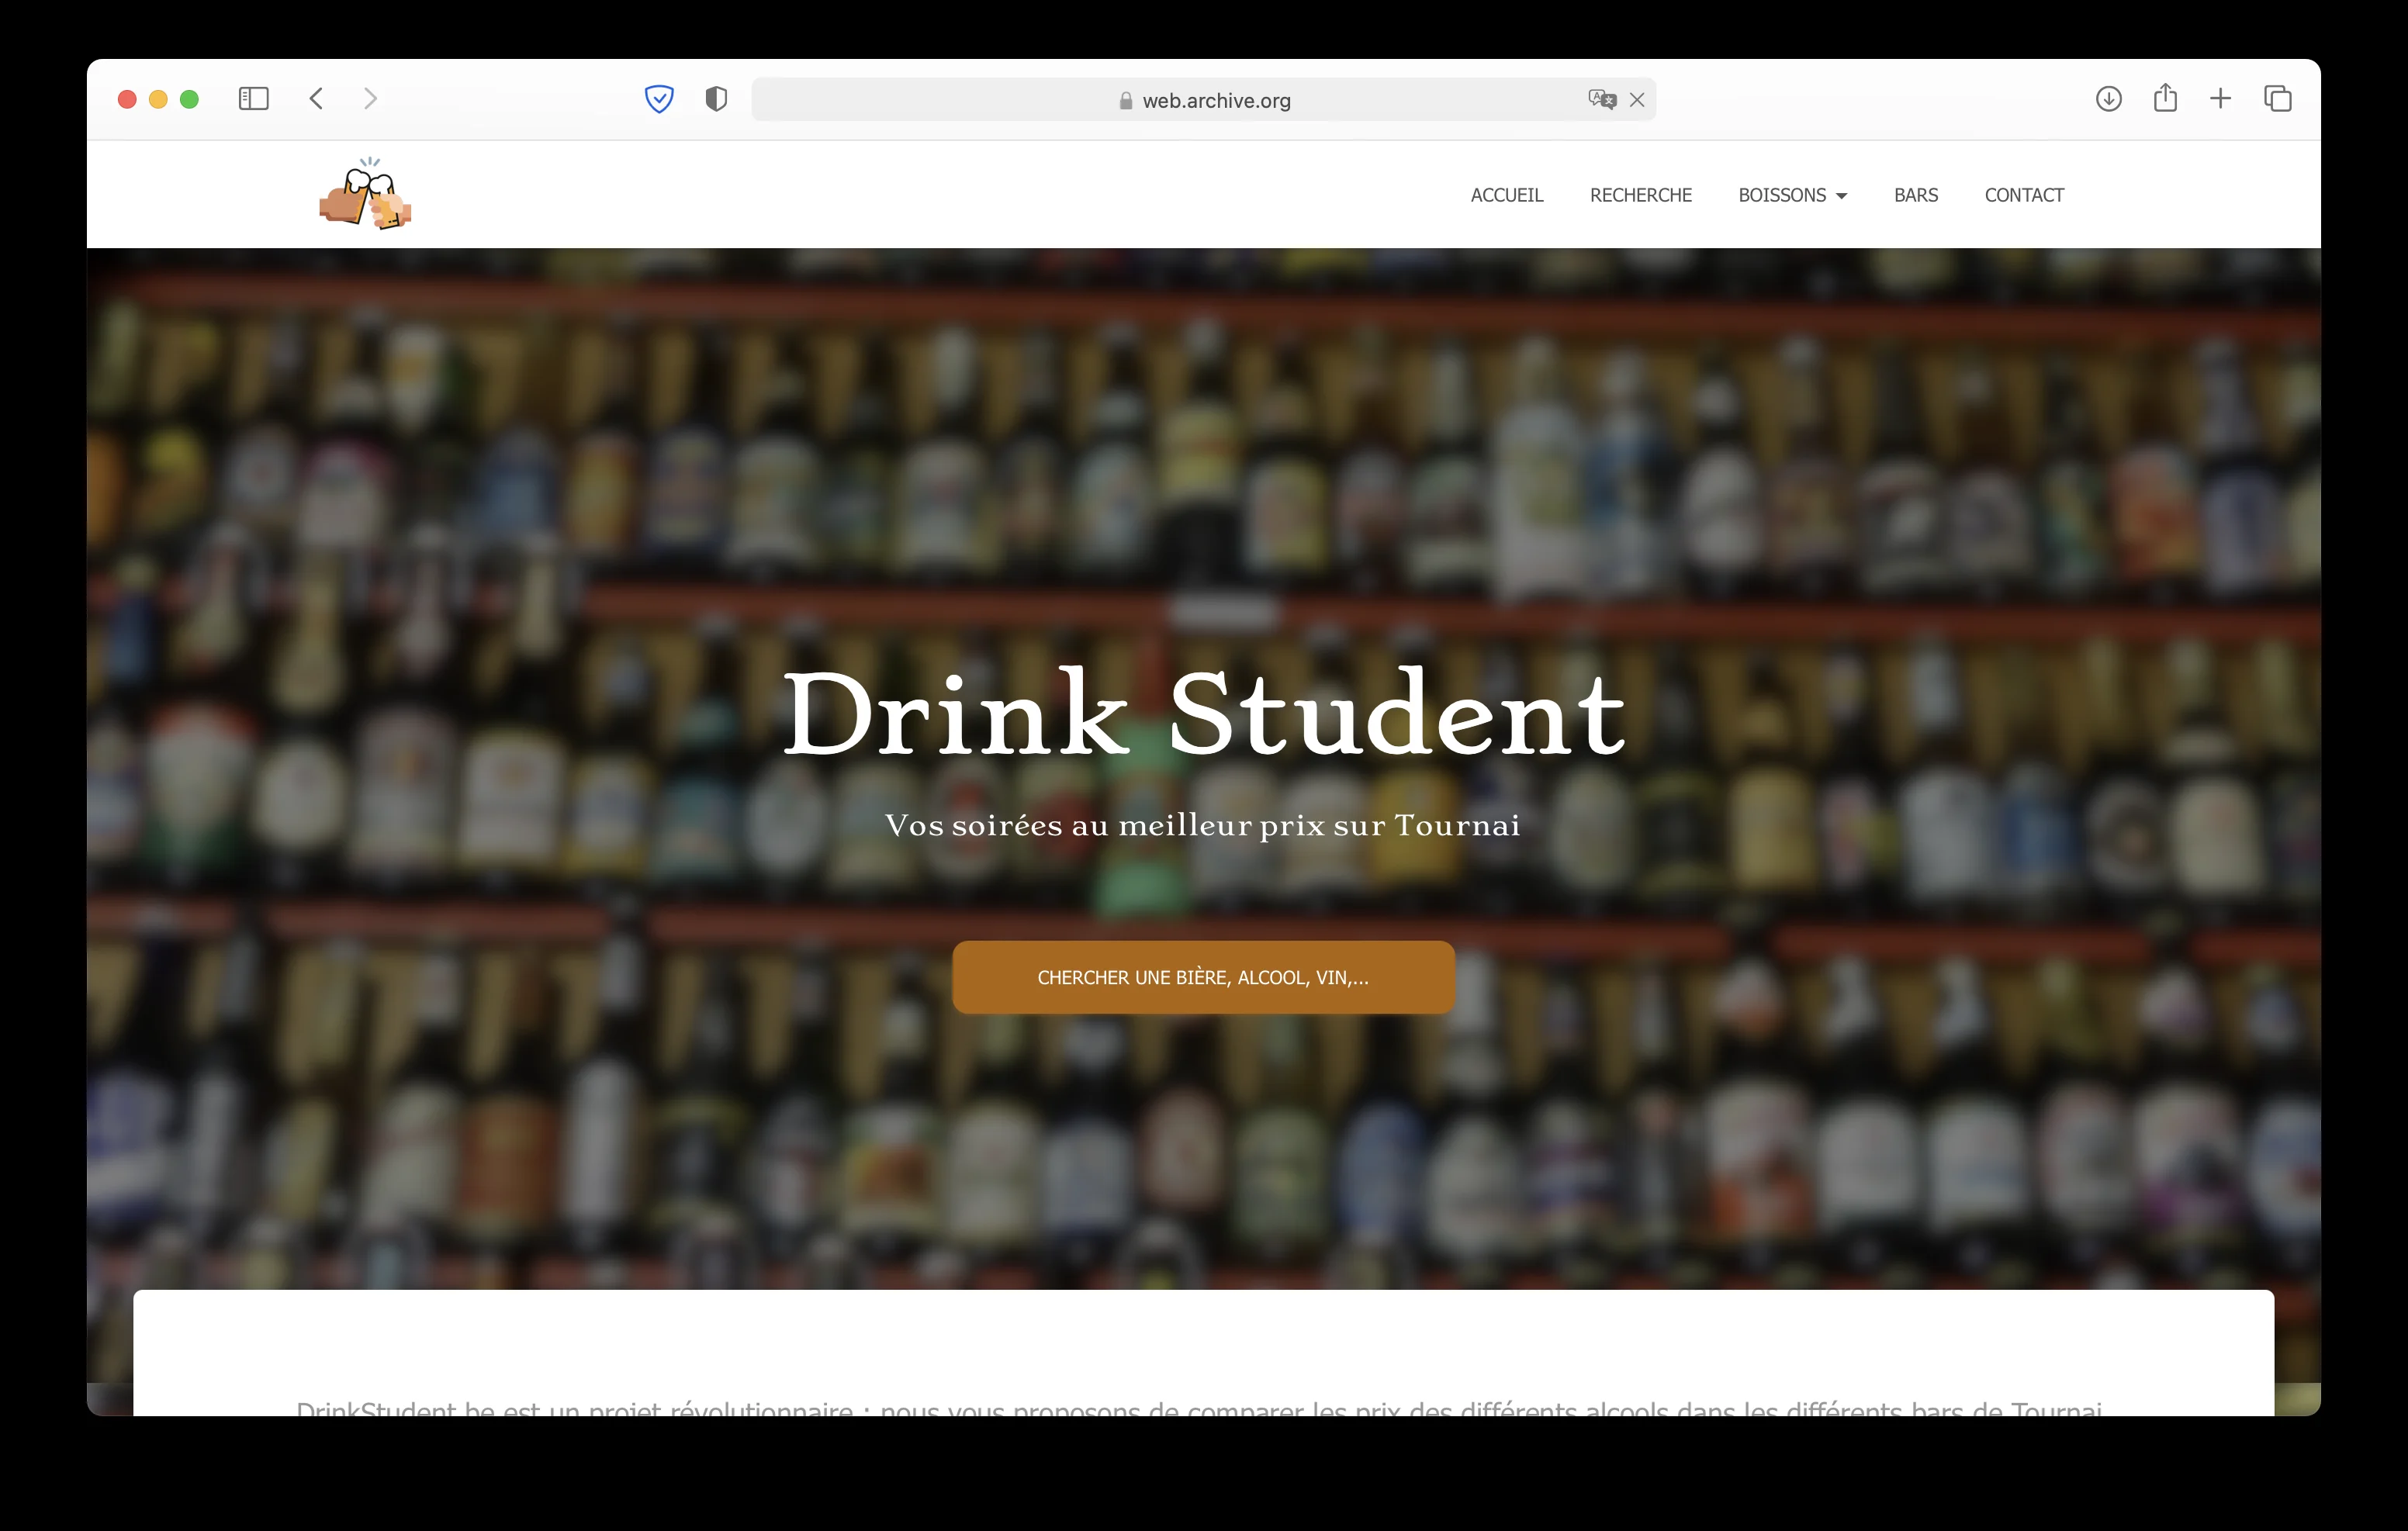 web.archive.org
ACCUEIL
RECHERCHE
BOISSONS
BARS
CONTACT
Drink Student
Vos soirées au meilleur prix sur Tournai
CHERCHER UNE BIÈRE, ALCOOL, VIN,...
DrinkStudent.be est un projet révolutionnaire : nous vous proposons de comparer les prix des différents alcools dans les différents bars de Tournai